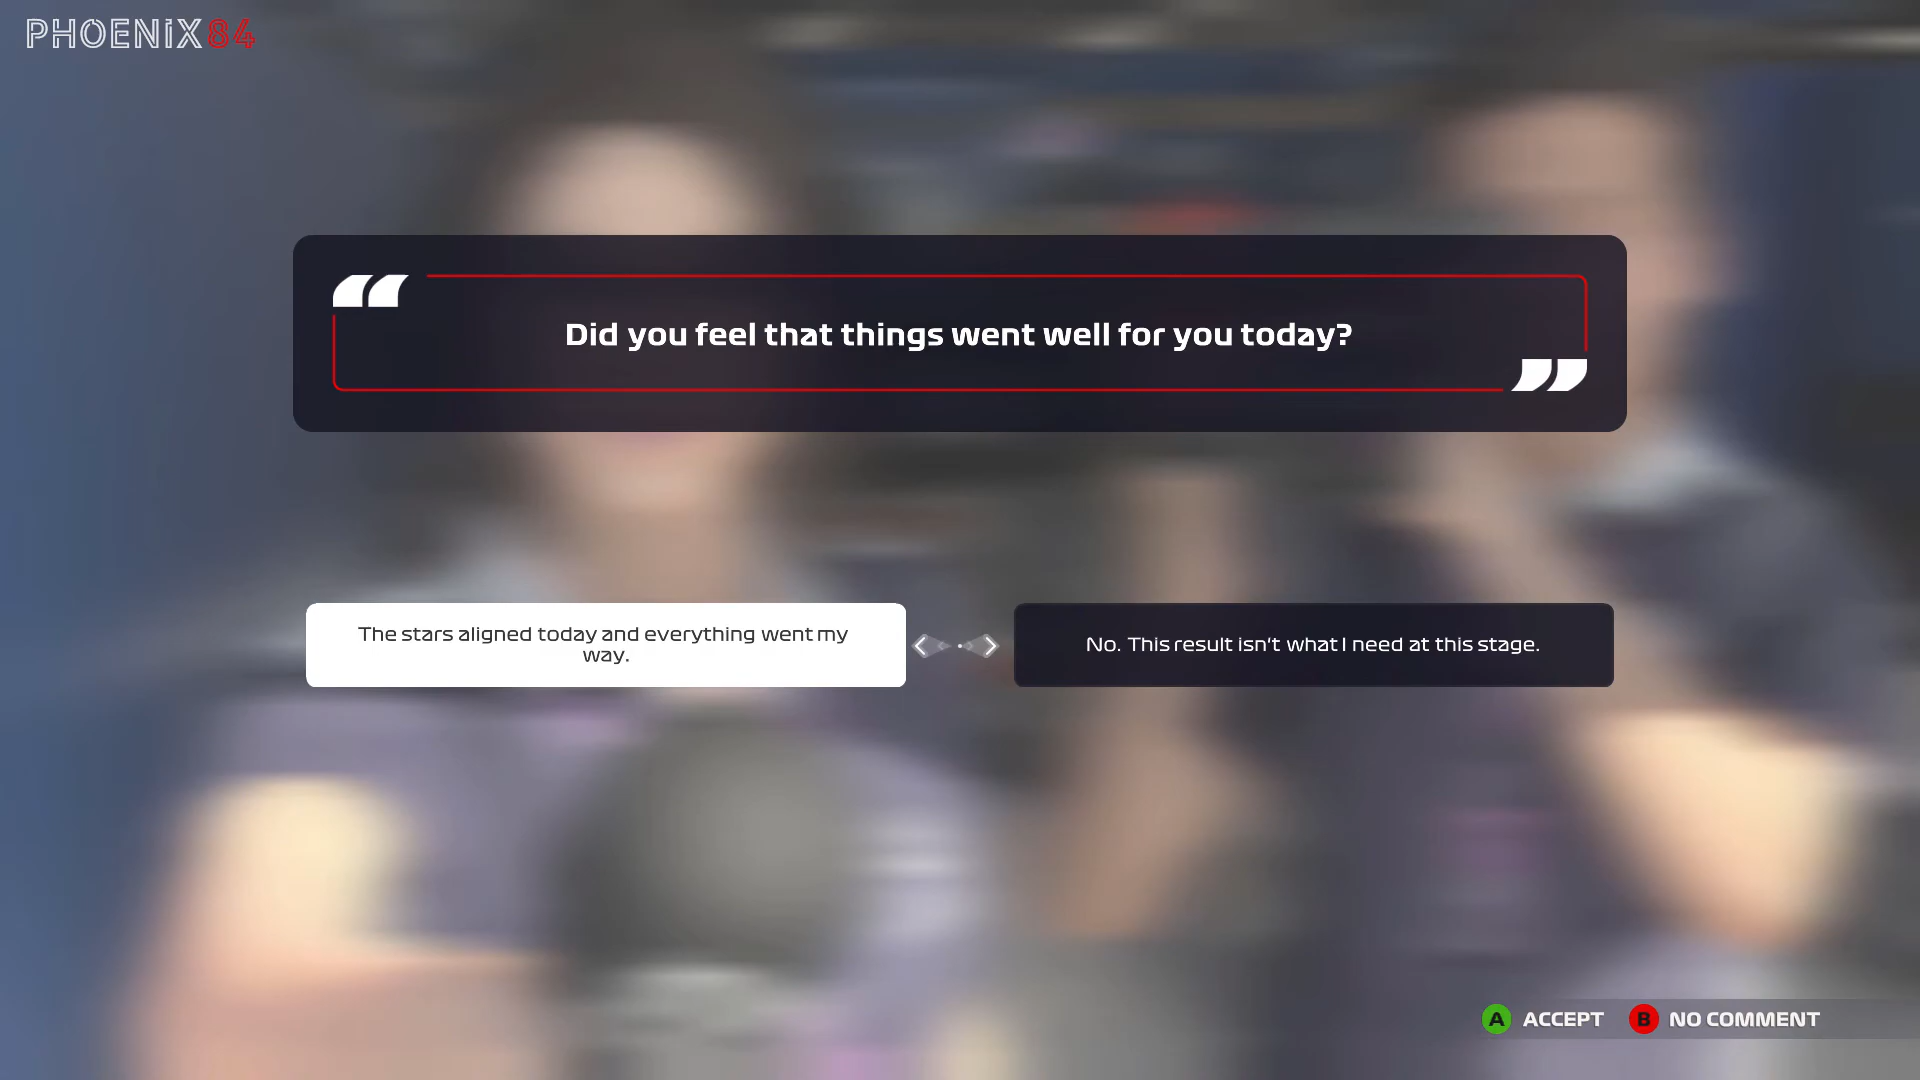 PHOENiX84
Did you feel that things went well for you today?
The stars aligned today and everything went my
way.
No. This result isn't what I need at this stage.
A ACCEPT B NO COMMENT